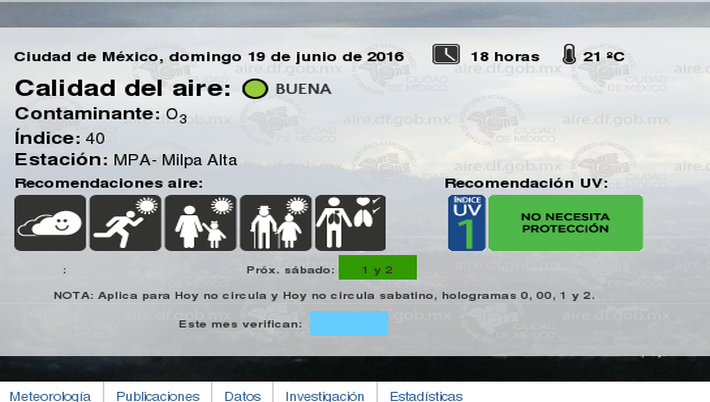 Ciudad de México, domingo 19 de junio de 2016 18 horas 21 ºC
Calidad del aire: BUENA
Contaminante: O3
Índice: 40
Estación: MPA- Milpa Alta
Recomendaciones aire: Recomendación UV:
ÍNDICE UV 1 NO NECESITA PROTECCIÓN
: Próx. sábado: 1 y 2
NOTA: Aplica para Hoy no circula y Hoy no circula sabatino, hologramas 0, 00, 1 y 2.
Este mes verifican:
Meteorología Publicaciones Datos Investigación Estadísticas
aire.df.gob.mx
CIUDAD DE MÉXICO